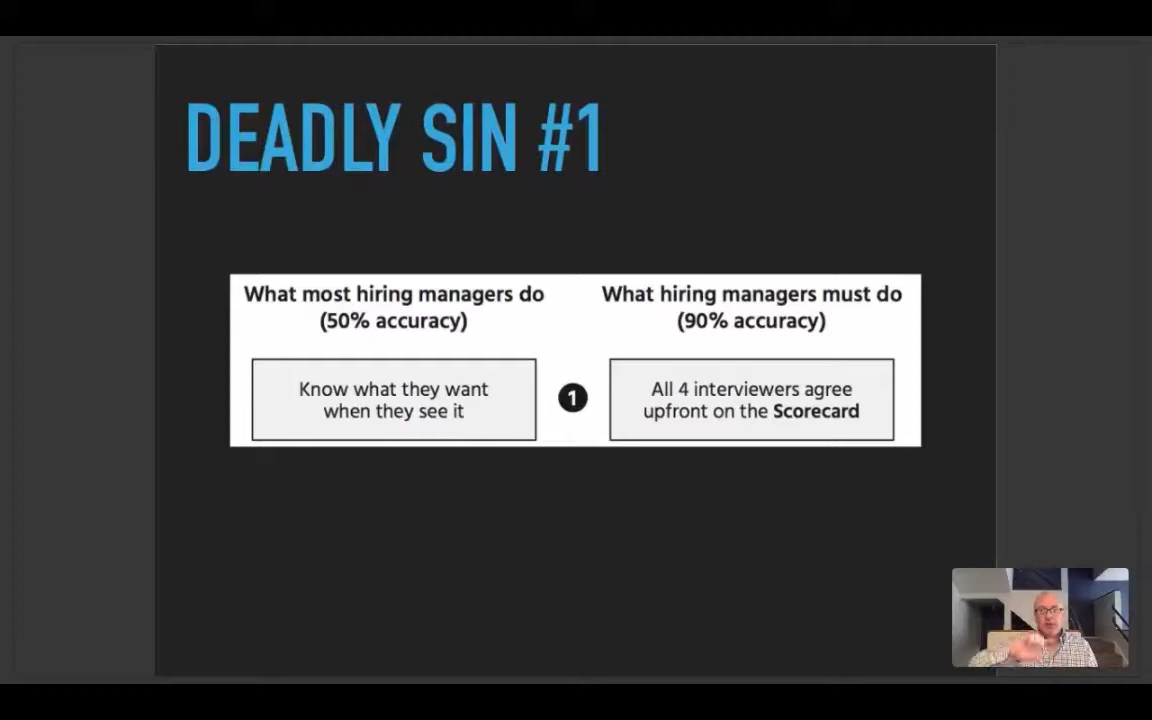 DEADLY SIN #1
What most hiring managers do
(50% accuracy)
What hiring managers must do
(90% accuracy)
Know what they want
when they see it
1
All 4 interviewers agree
upfront on the Scorecard